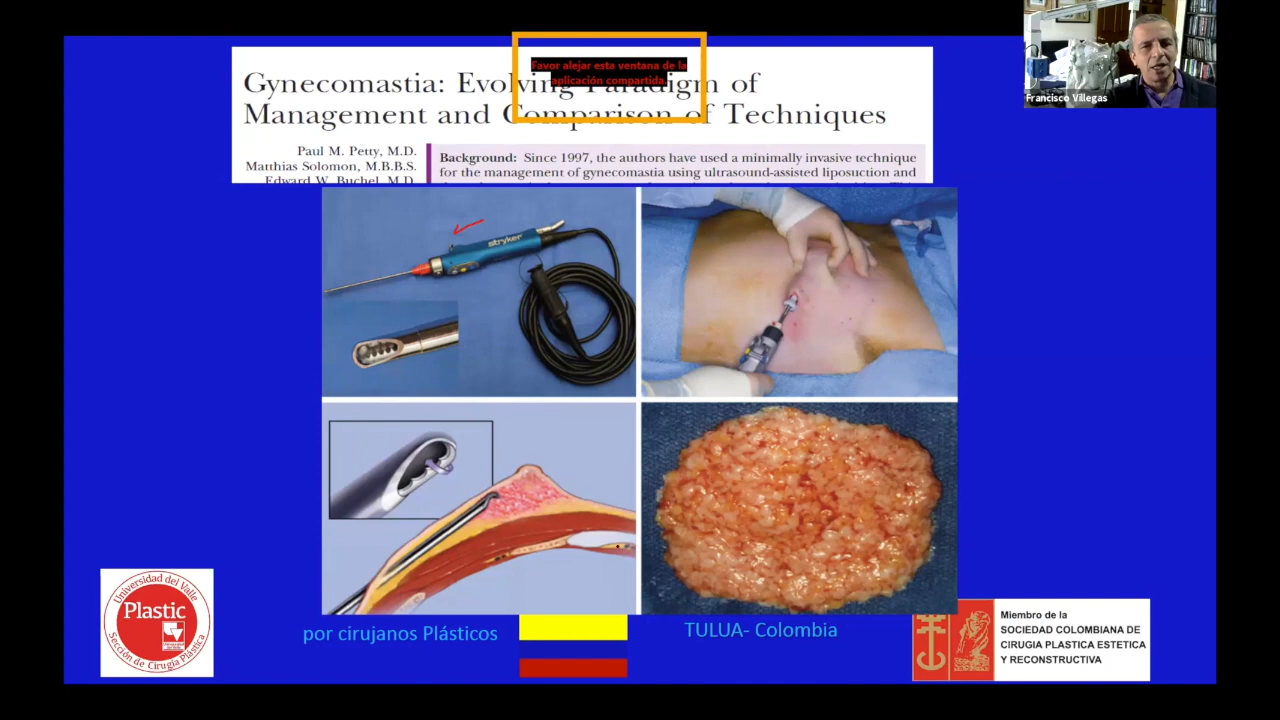 Favor alejar esta ventana de la
aplicación compartida.
Gynecomastia: Evolving Paradigm of
Management and Comparison of Techniques
Paul M. Petty, M.D.
Matthias Solomon, M.B.B.S.
Edward W. Buchel, M.D.
Background: Since 1997, the authors have used a minimally invasive technique
for the management of gynecomastia using ultrasound-assisted liposuction and
Francisco Villegas
stryker
Universidad del Valle
Plastic
Sección de Cirugía Plástica
por cirujanos Plásticos
TULUA- Colombia
Miembro de la
SOCIEDAD COLOMBIANA DE
CIRUGIA PLASTICA ESTETICA
Y RECONSTRUCTIVA